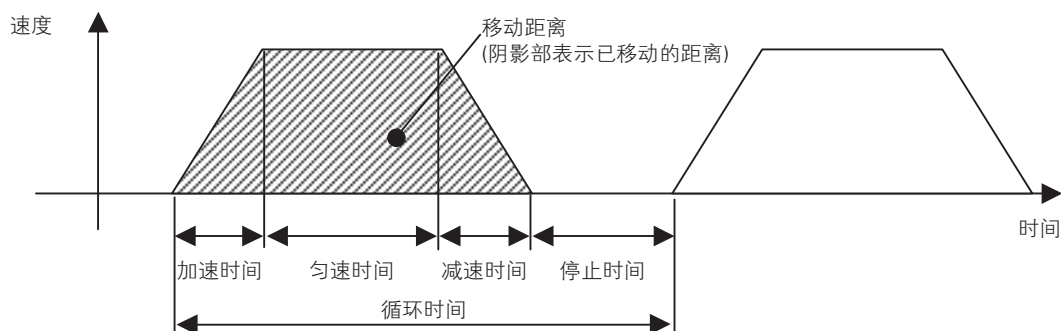 速度
移动距离
(阴影部表示已移动的距离)
时间
加速时间
匀速时间
减速时间
停止时间
循环时间